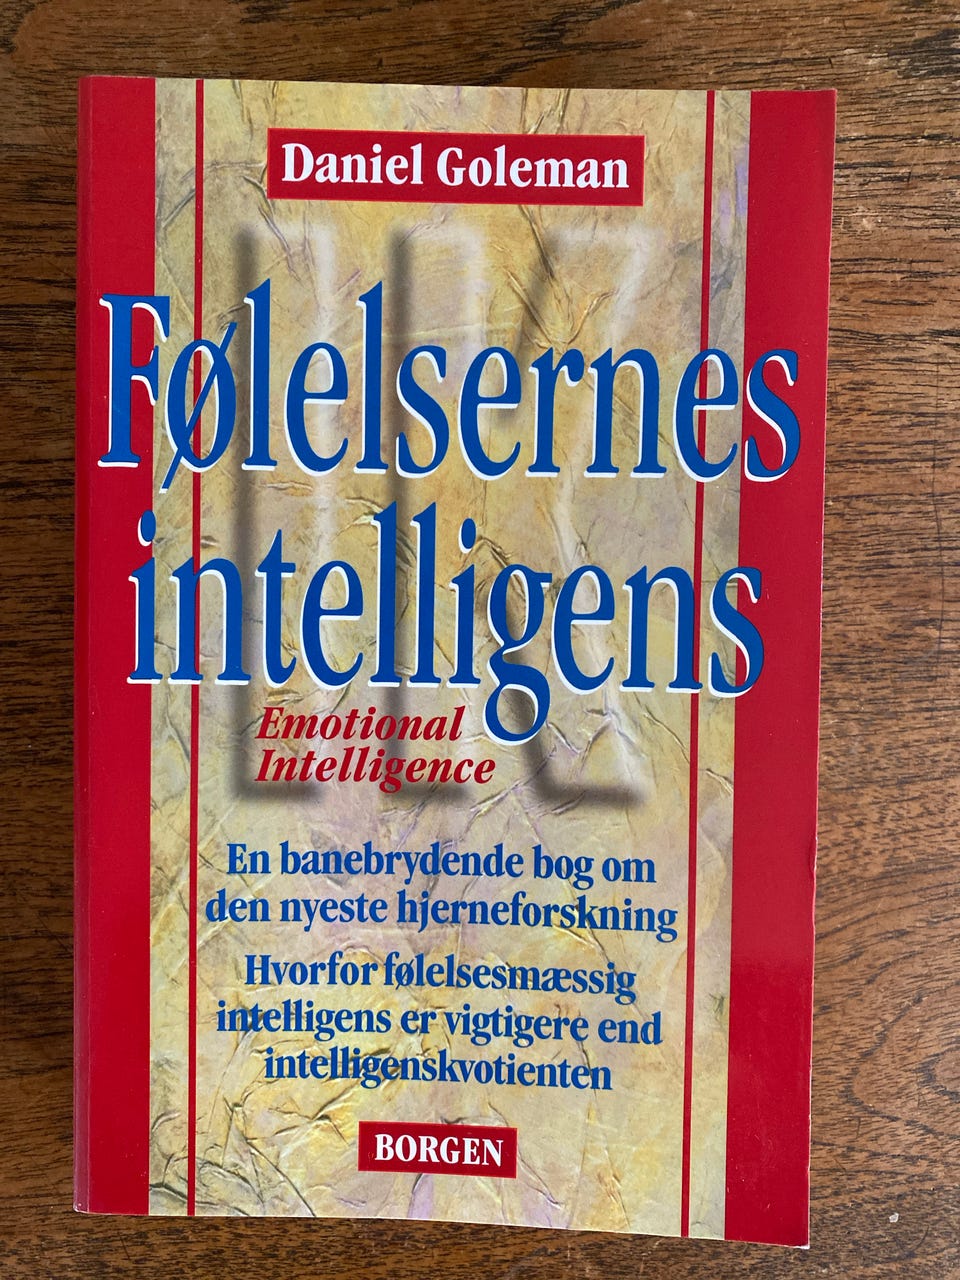 Daniel Goleman
Følelsernes
intelligens
Emotional
Intelligence
En banebrydende bog om
den nyeste hjerneforskning
Hvorfor følelsesmæssig
intelligens er vigtigere end
intelligenskvotienten
BORGEN